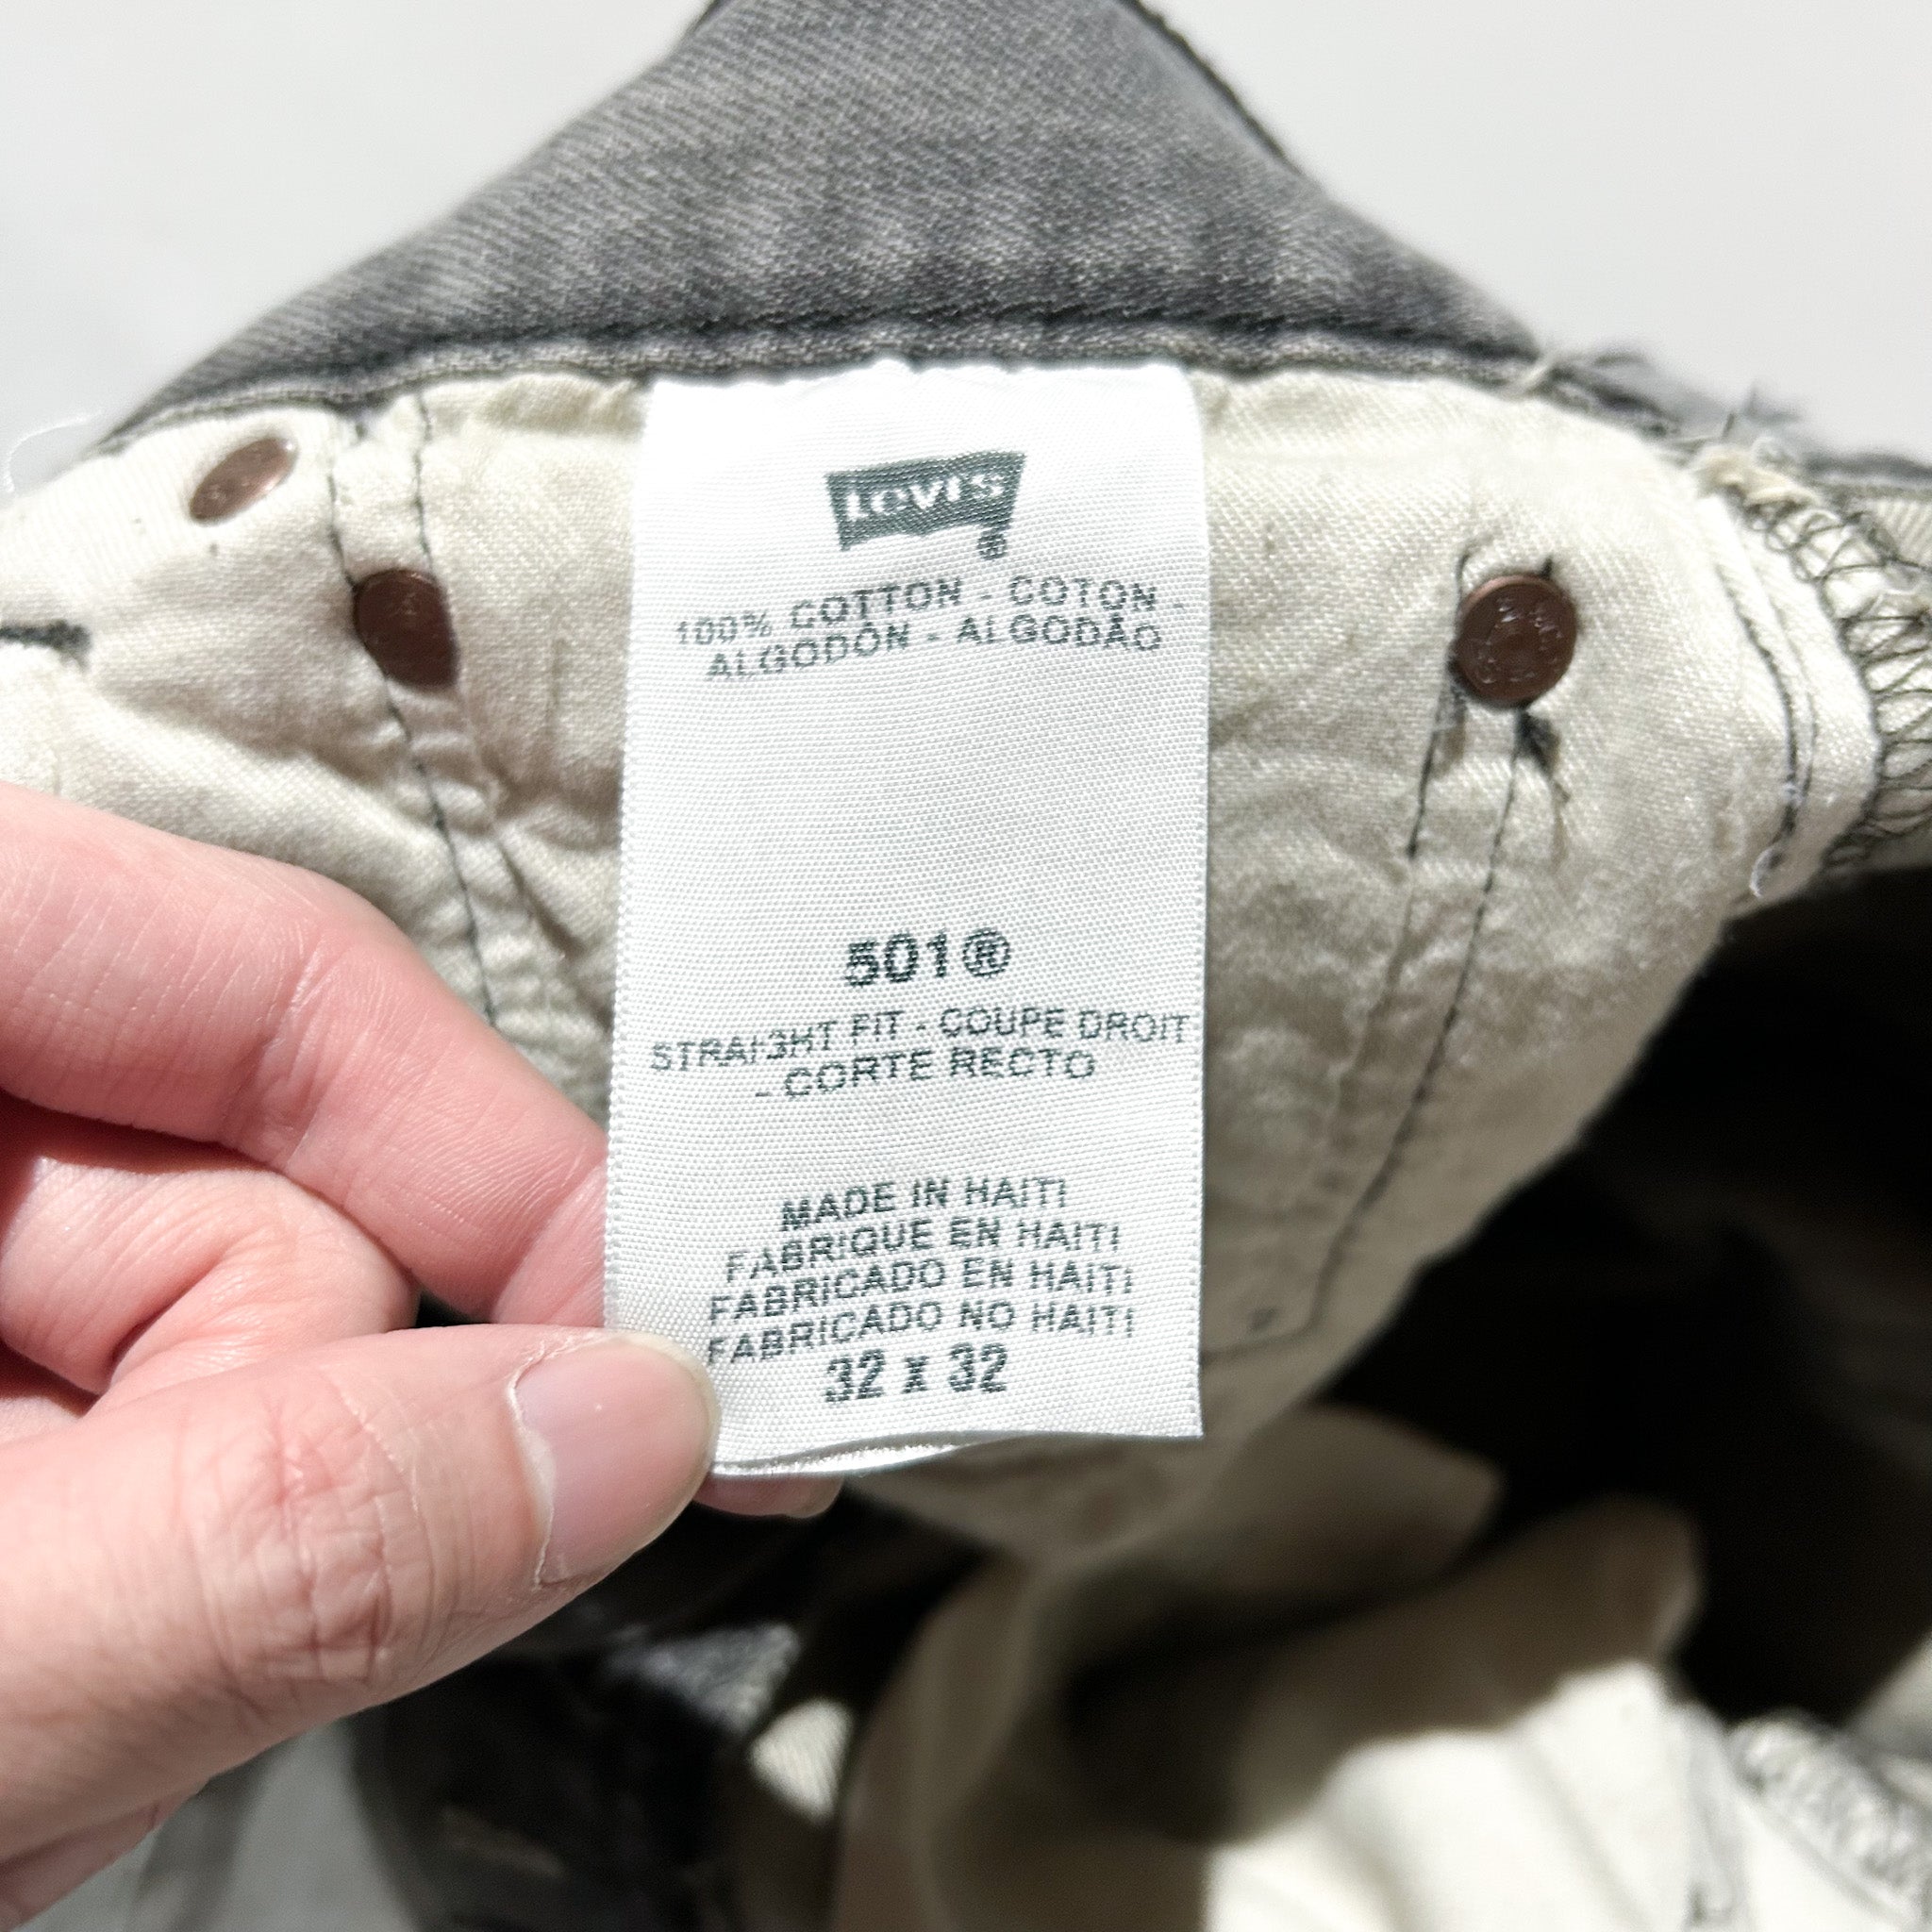 Levi's
®
100% COTTON - COTON -
ALGODÓN - ALGODÃO
501®
STRAIGHT FIT - COUPE DROIT
- CORTE RECTO
MADE IN HAITI
FABRIQUE EN HAITI
FABRICADO EN HAITI
FABRICADO NO HAITI
32 x 32